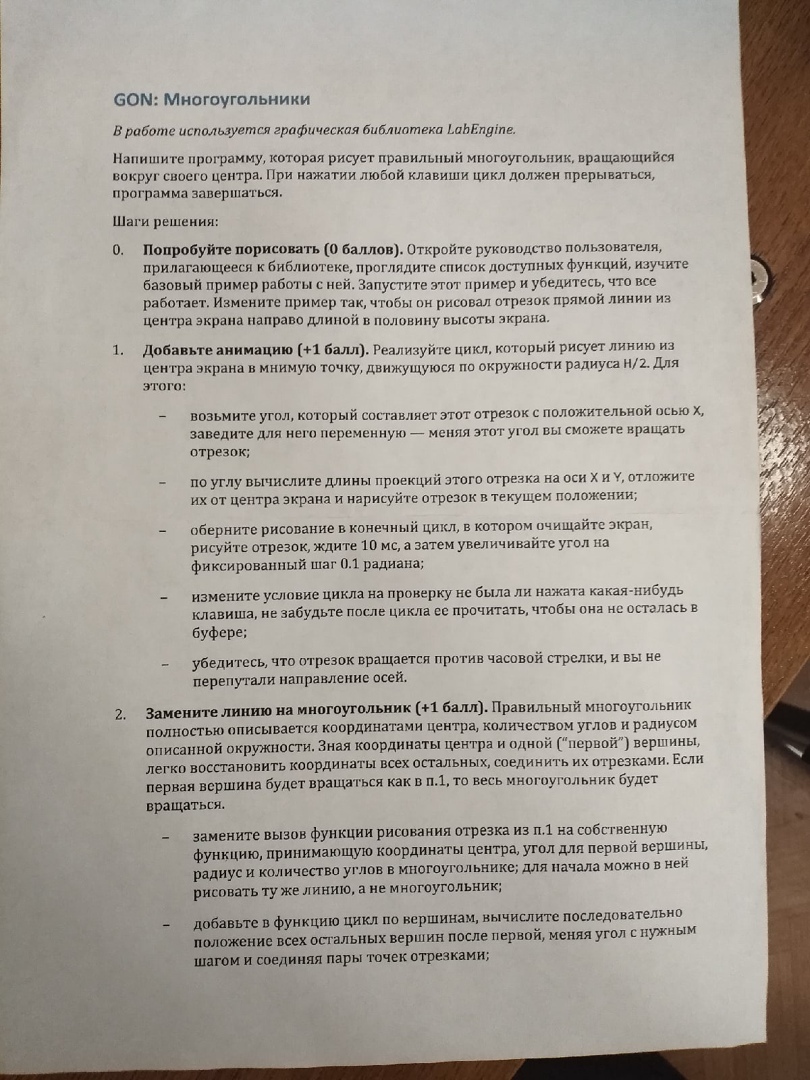 GON: Многоугольники
В работе используется графическая библиотека LabEngine.
Напишите программу, которая рисует правильный многоугольник, вращающийся
вокруг своего центра. При нажатии любой клавиши цикл должен прерываться,
программа завершаться.
Шаги решения:
0. Попробуйте порисовать (0 баллов). Откройте руководство пользователя,
прилагающееся к библиотеке, проглядите список доступных функций, изучите
базовый пример работы с ней. Запустите этот пример и убедитесь, что все
работает. Измените пример так, чтобы он рисовал отрезок прямой линии из
центра экрана направо длиной в половину высоты экрана.
1. Добавьте анимацию (+1 балл). Реализуйте цикл, который рисует линию из
центра экрана в мнимую точку, движущуюся по окружности радиуса H/2. Для
этого:
– возьмите угол, который составляет этот отрезок с положительной осью X,
заведите для него переменную — меняя этот угол вы сможете вращать
отрезок;
– по углу вычислите длины проекций этого отрезка на оси X и Y, отложите
их от центра экрана и нарисуйте отрезок в текущем положении;
– оберните рисование в конечный цикл, в котором очищайте экран,
рисуйте отрезок, ждите 10 мс, а затем увеличивайте угол на
фиксированный шаг 0.1 радиана;
– измените условие цикла на проверку не была ли нажата какая-нибудь
клавиша, не забудьте после цикла ее прочитать, чтобы она не осталась в
буфере;
– убедитесь, что отрезок вращается против часовой стрелки, и вы не
перепутали направление осей.
2. Замените линию на многоугольник (+1 балл). Правильный многоугольник
полностью описывается координатами центра, количеством углов и радиусом
описанной окружности. Зная координаты центра и одной (“первой”) вершины,
легко восстановить координаты всех остальных, соединить их отрезками. Если
первая вершина будет вращаться как в п.1, то весь многоугольник будет
вращаться.
– замените вызов функции рисования отрезка из п.1 на собственную
функцию, принимающую координаты центра, угол для первой вершины,
радиус и количество углов в многоугольнике; для начала можно в ней
рисовать ту же линию, а не многоугольник;
– добавьте в функцию цикл по вершинам, вычислите последовательно
положение всех остальных вершин после первой, меняя угол с нужным
шагом и соединяя пары точек отрезками;